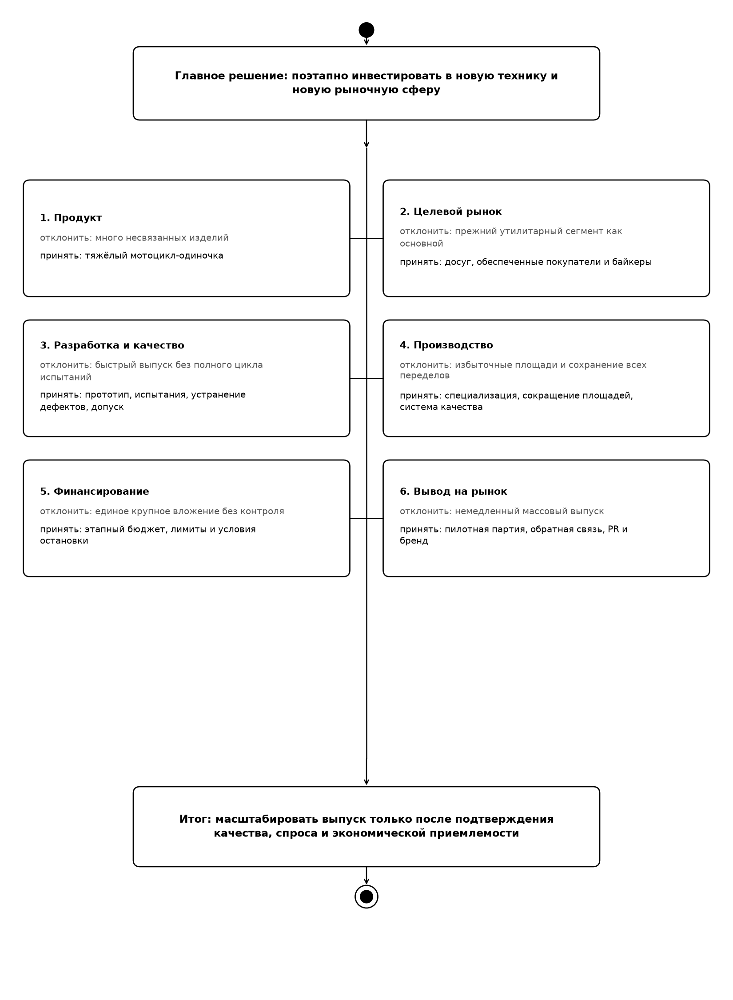 Главное решение: поэтапно инвестировать в новую технику и
новую рыночную сферу
1. Продукт
отклонить: много несвязанных изделий
принять: тяжёлый мотоцикл-одиночка
2. Целевой рынок
отклонить: прежний утилитарный сегмент как
основной
принять: досуг, обеспеченные покупатели и байкеры
3. Разработка и качество
отклонить: быстрый выпуск без полного цикла
испытаний
принять: прототип, испытания, устранение
дефектов, допуск
4. Производство
отклонить: избыточные площади и сохранение всех
переделов
принять: специализация, сокращение площадей,
система качества
5. Финансирование
отклонить: единое крупное вложение без контроля
принять: этапный бюджет, лимиты и условия
остановки
6. Вывод на рынок
отклонить: немедленный массовый выпуск
принять: пилотная партия, обратная связь, PR и
бренд
Итог: масштабировать выпуск только после подтверждения
качества, спроса и экономической приемлемости